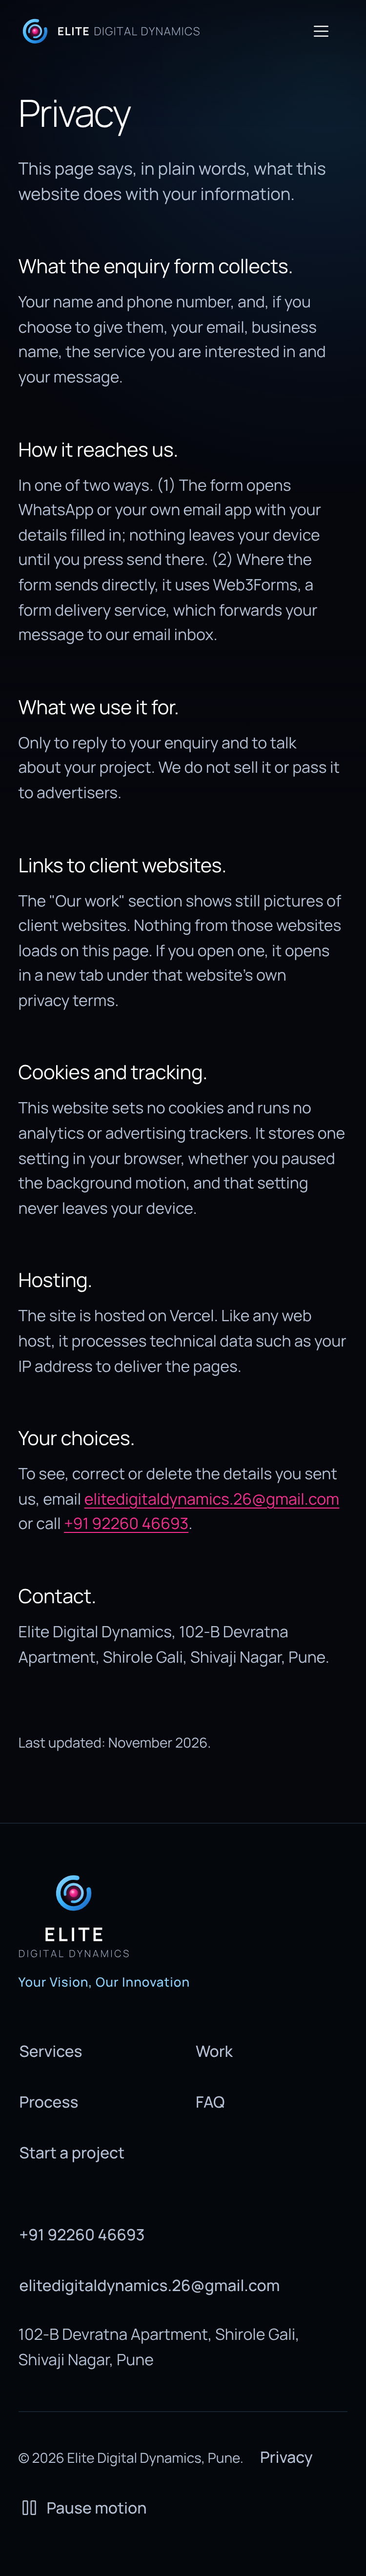 ELITE DIGITAL DYNAMICS
Privacy
This page says, in plain words, what this
website does with your information.
What the enquiry form collects.
Your name and phone number, and, if you
choose to give them, your email, business
name, the service you are interested in and
your message.
How it reaches us.
In one of two ways. (1) The form opens
WhatsApp or your own email app with your
details filled in; nothing leaves your device
until you press send there. (2) Where the
form sends directly, it uses Web3Forms, a
form delivery service, which forwards your
message to our email inbox.
What we use it for.
Only to reply to your enquiry and to talk
about your project. We do not sell it or pass it
to advertisers.
Links to client websites.
The "Our work" section shows still pictures of
client websites. Nothing from those websites
loads on this page. If you open one, it opens
in a new tab under that website's own
privacy terms.
Cookies and tracking.
This website sets no cookies and runs no
analytics or advertising trackers. It stores one
setting in your browser, whether you paused
the background motion, and that setting
never leaves your device.
Hosting.
The site is hosted on Vercel. Like any web
host, it processes technical data such as your
IP address to deliver the pages.
Your choices.
To see, correct or delete the details you sent
us, email elitedigitaldynamics.26@gmail.com
or call +91 92260 46693.
Contact.
Elite Digital Dynamics, 102-B Devratna
Apartment, Shirole Gali, Shivaji Nagar, Pune.
Last updated: November 2026.
ELITE
DIGITAL DYNAMICS
Your Vision, Our Innovation
Services Work
Process FAQ
Start a project
+91 92260 46693
elitedigitaldynamics.26@gmail.com
102-B Devratna Apartment, Shirole Gali,
Shivaji Nagar, Pune
© 2026 Elite Digital Dynamics, Pune. Privacy
Pause motion